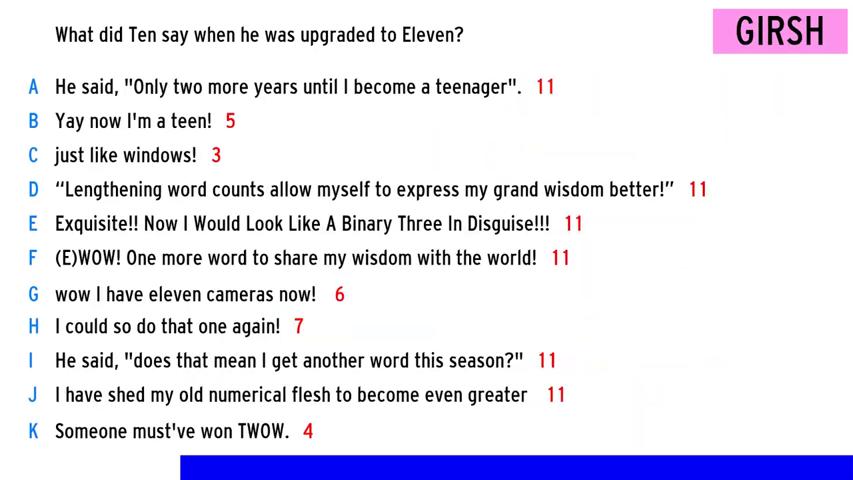 What did Ten say when he was upgraded to Eleven?
GIRSH
A He said, "Only two more years until I become a teenager". 11
B Yay now I'm a teen! 5
C just like windows! 3
D “Lengthening word counts allow myself to express my grand wisdom better!” 11
E Exquisite!! Now I Would Look Like A Binary Three In Disguise!!! 11
F (E)WOW! One more word to share my wisdom with the world! 11
G wow I have eleven cameras now! 6
H I could so do that one again! 7
I He said, "does that mean I get another word this season?" 11
J I have shed my old numerical flesh to become even greater 11
K Someone must've won TWOW. 4